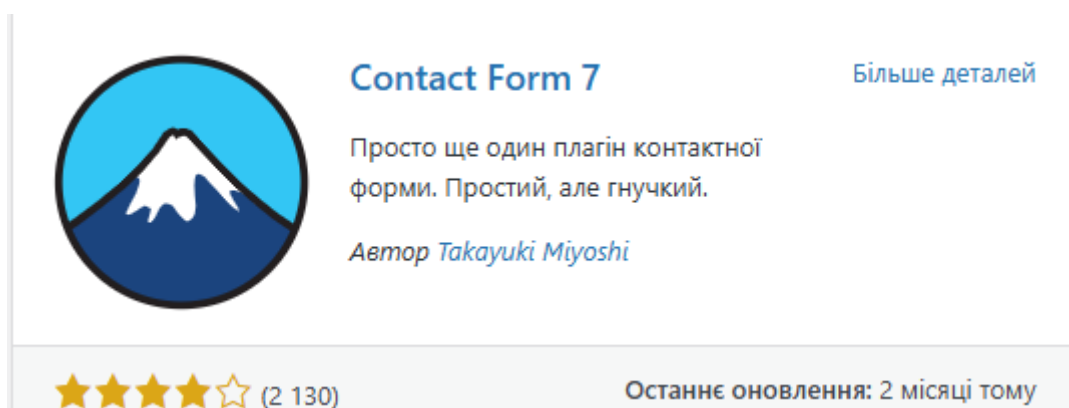 Contact Form 7
Більше деталей
Просто ще один плагін контактної
форми. Простий, але гнучкий.
Автор Takayuki Miyoshi
(2 130)
Останнє оновлення: 2 місяці тому